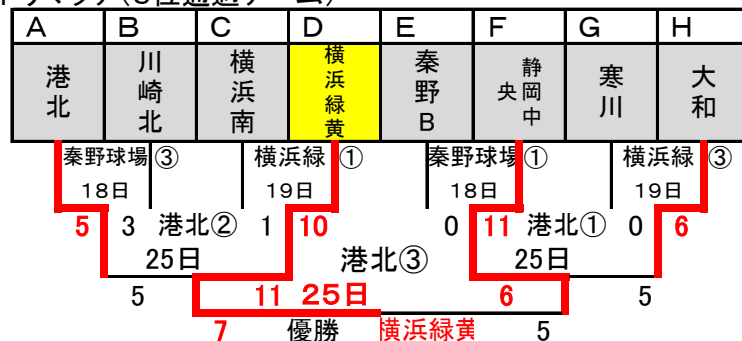 A B C D E F G H
港北 川崎北 横浜南 横浜緑黄 秦野B 静岡中央 寒川 大和
秦野球場 ③ 横浜緑 ① 秦野球場 ① 横浜緑 ③
18日 19日 18日 19日
5 3 港北② 1 10 0 11 港北① 0 6
25日 港北③ 25日
5 11 25日 6 5
7 優勝 横浜緑黄 5